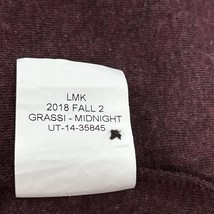 LMK
2018 FALL 2
GRASSI - MIDNIGHT
UT-14-35845